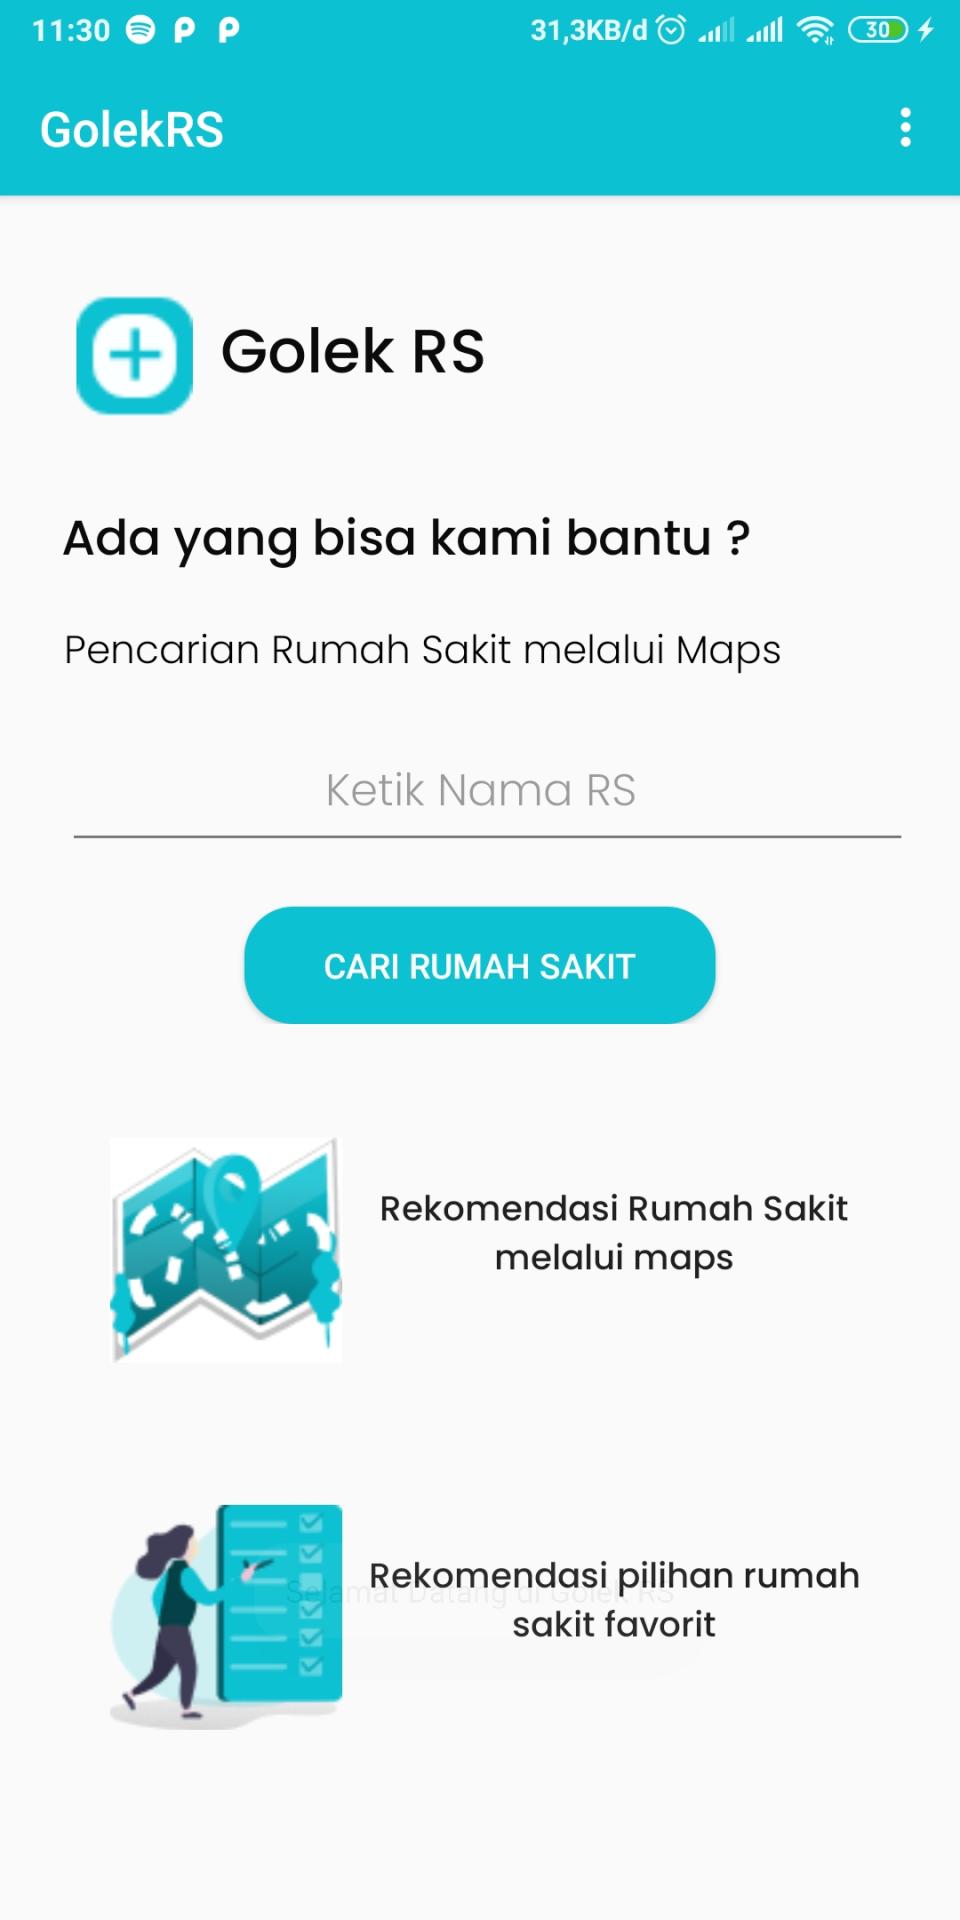 11:30 31,3KB/d 30
GolekRS
Golek RS
Ada yang bisa kami bantu ?
Pencarian Rumah Sakit melalui Maps
Ketik Nama RS
CARI RUMAH SAKIT
Rekomendasi Rumah Sakit
melalui maps
Rekomendasi pilihan rumah
Selamat Datang di Golek RS
sakit favorit